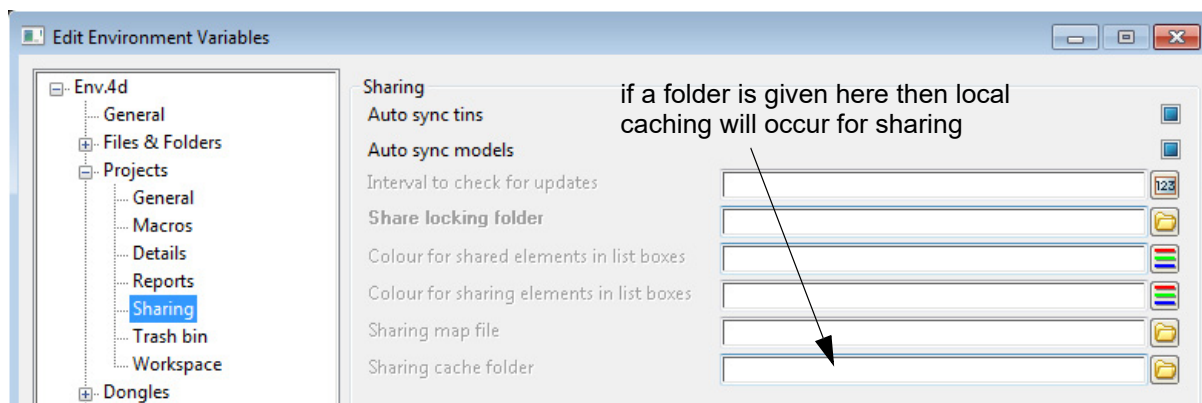 Edit Environment Variables
Env.4d
General
Files & Folders
Projects
General
Macros
Details
Reports
Sharing
Trash bin
Workspace
Dongles
Sharing
if a folder is given here then local
caching will occur for sharing
Auto sync tins
Auto sync models
Interval to check for updates
123
Share locking folder
Colour for shared elements in list boxes
Colour for sharing elements in list boxes
Sharing map file
Sharing cache folder